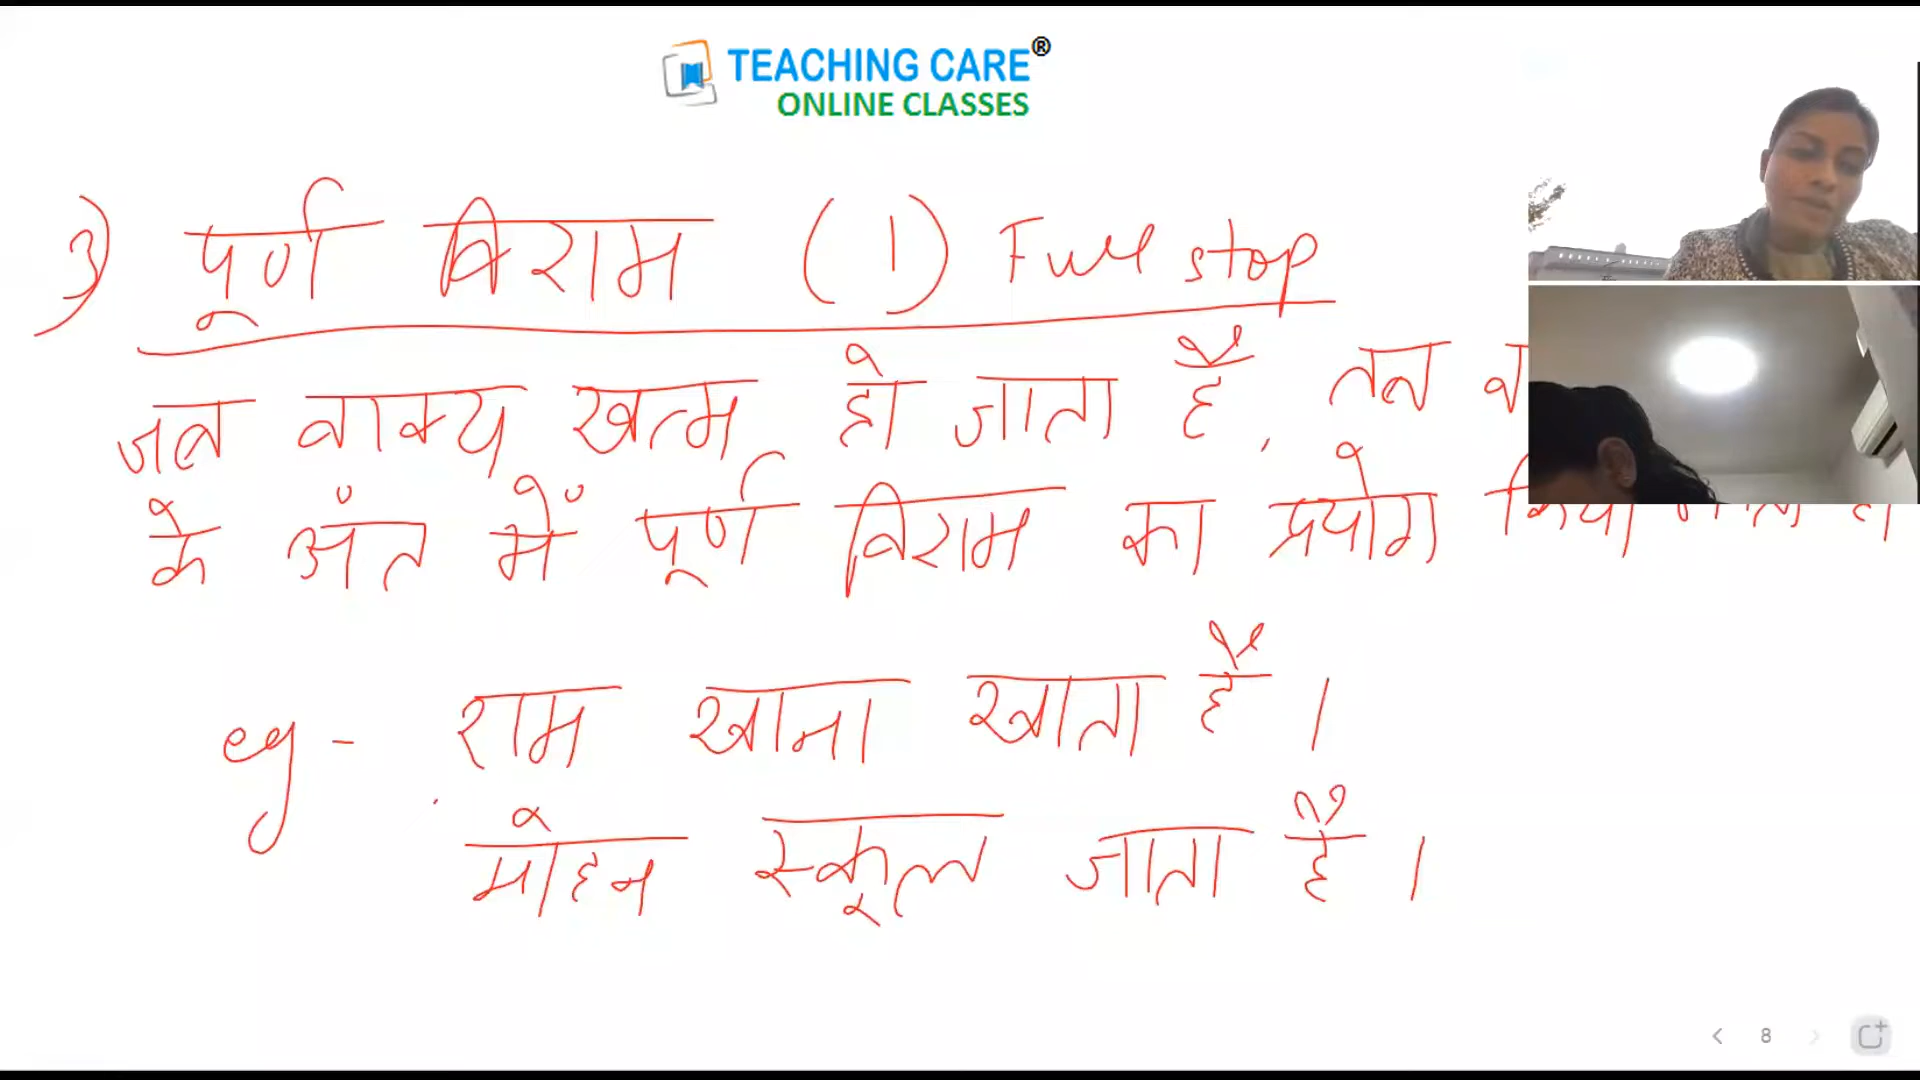 TEACHING CARE®
ONLINE CLASSES
3) पूर्ण विराम (।) Full stop
जब वाक्य खत्म हो जाता है, तब
के अंत में पूर्ण विराम का प्रयोग
eg - राम खाना खाता है ।
मोहन स्कूल जाता है ।
8